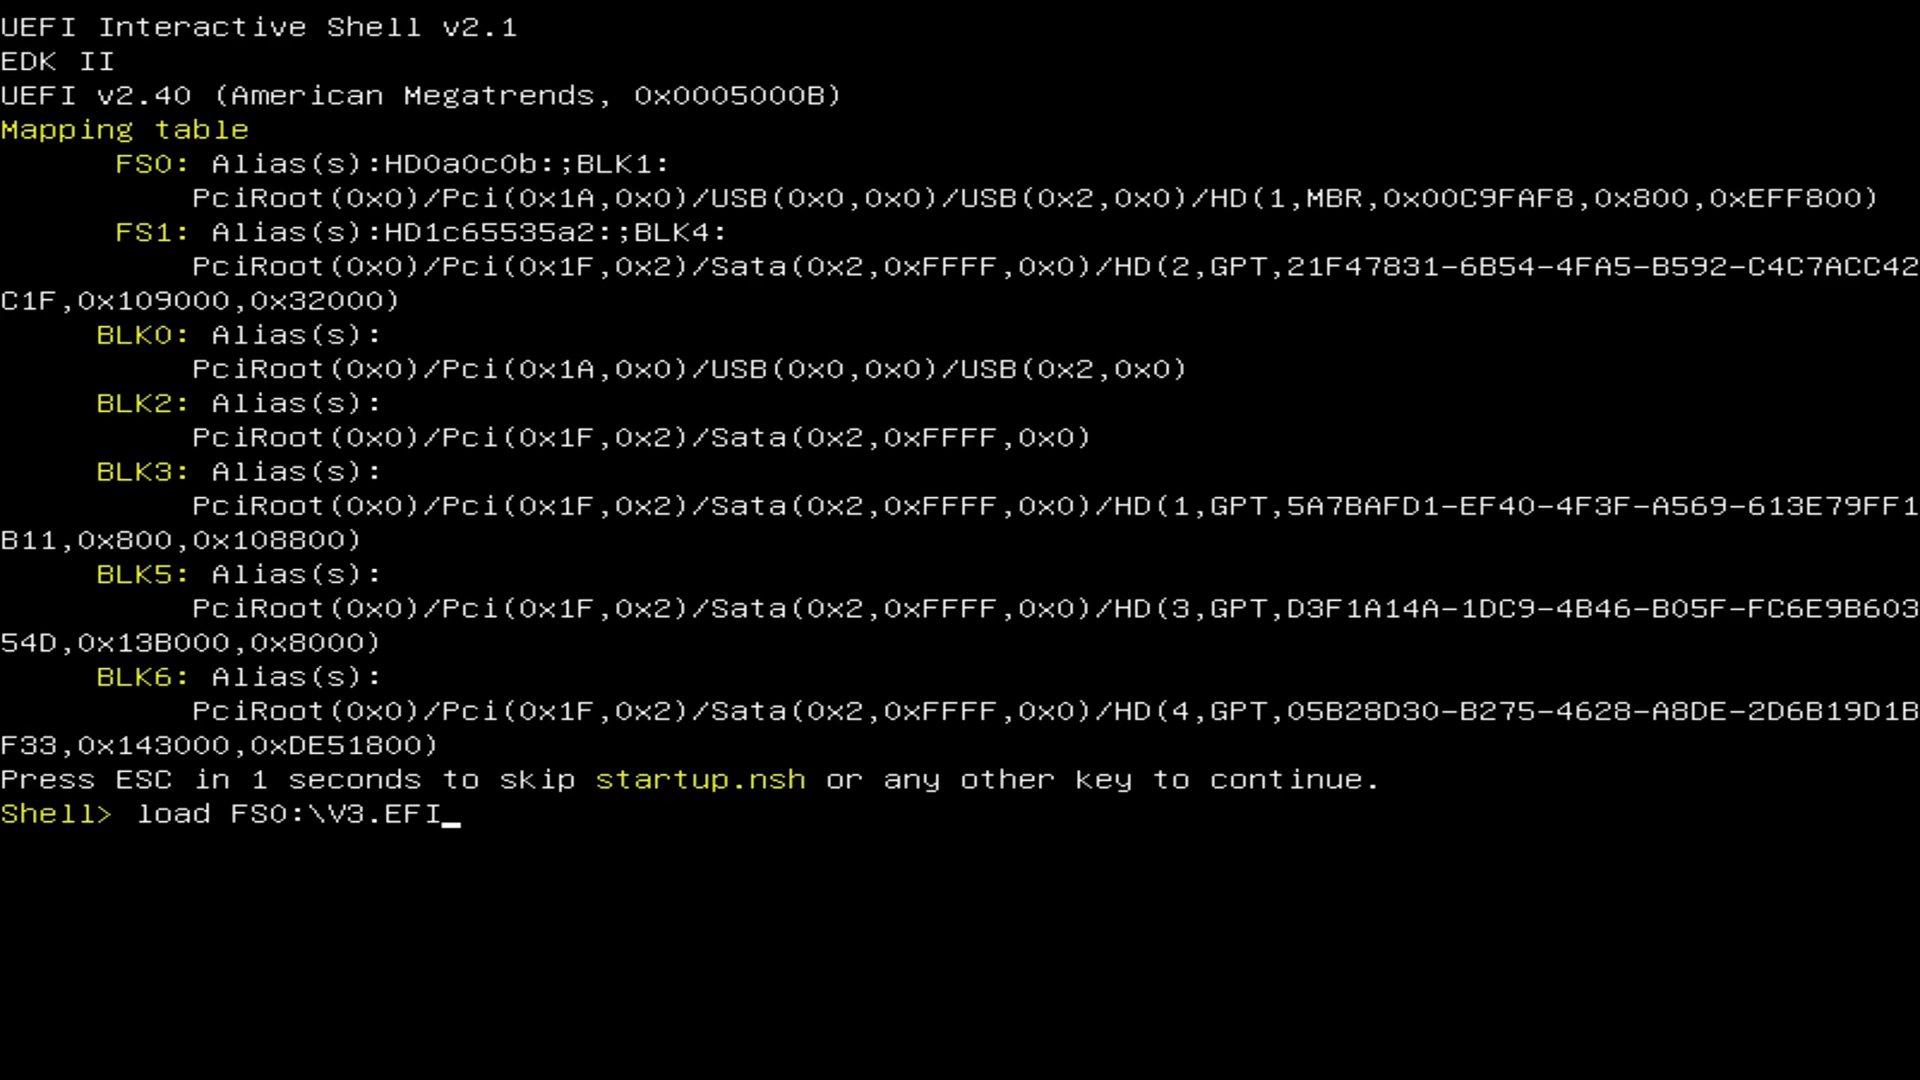 UEFI Interactive Shell v2.1
EDK II
UEFI v2.40 (American Megatrends, 0x0005000B)
Mapping table
FS0: Alias(s):HD0a0c0b:;BLK1:
PciRoot(0x0)/Pci(0x1A,0x0)/USB(0x0,0x0)/USB(0x2,0x0)/HD(1,MBR,0x00C9FAF8,0x800,0xEFF800)
FS1: Alias(s):HD1c65535a2:;BLK4:
PciRoot(0x0)/Pci(0x1F,0x2)/Sata(0x2,0xFFFF,0x0)/HD(2,GPT,21F47831-6B54-4FA5-B592-C4C7ACC42
C1F,0x109000,0x32000)
BLK0: Alias(s):
PciRoot(0x0)/Pci(0x1A,0x0)/USB(0x0,0x0)/USB(0x2,0x0)
BLK2: Alias(s):
PciRoot(0x0)/Pci(0x1F,0x2)/Sata(0x2,0xFFFF,0x0)
BLK3: Alias(s):
PciRoot(0x0)/Pci(0x1F,0x2)/Sata(0x2,0xFFFF,0x0)/HD(1,GPT,5A7BAFD1-EF40-4F3F-A569-613E79FF1
B11,0x800,0x108800)
BLK5: Alias(s):
PciRoot(0x0)/Pci(0x1F,0x2)/Sata(0x2,0xFFFF,0x0)/HD(3,GPT,D3F1A14A-1DC9-4B46-B05F-FC6E9B603
54D,0x13B000,0x8000)
BLK6: Alias(s):
PciRoot(0x0)/Pci(0x1F,0x2)/Sata(0x2,0xFFFF,0x0)/HD(4,GPT,05B28D30-B275-4628-A8DE-2D6B19D1B
F33,0x143000,0xDE51800)
Press ESC in 1 seconds to skip startup.nsh or any other key to continue.
Shell> load FS0:\V3.EFI_